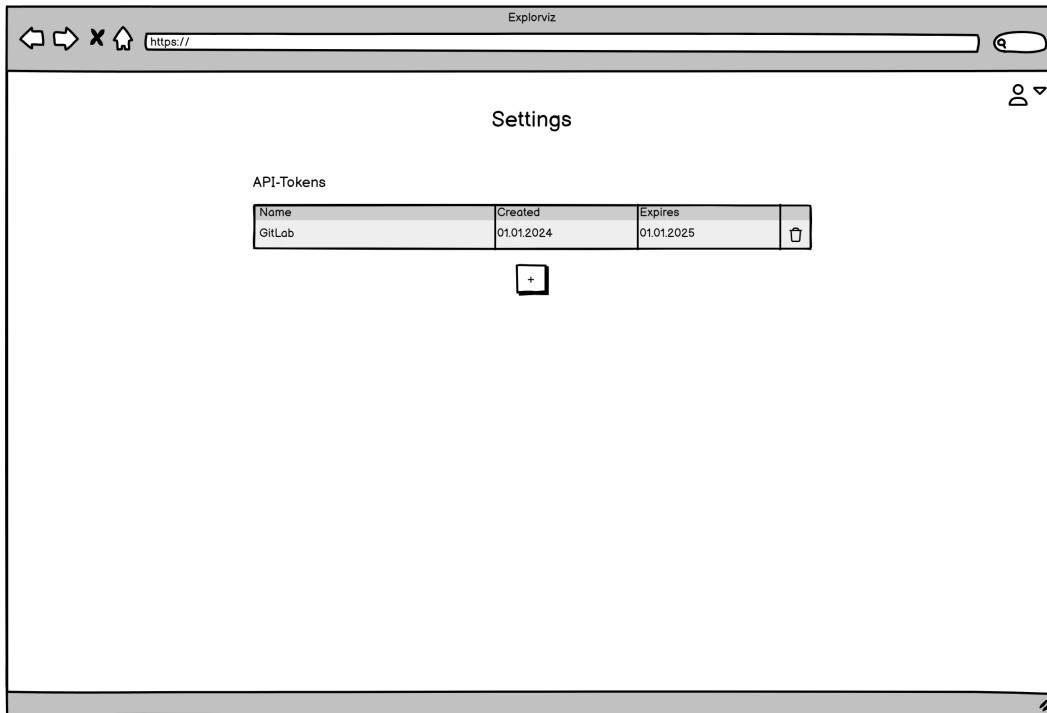 Explorviz
https://
Settings
API-Tokens
Name Created Expires
GitLab 01.01.2024 01.01.2025
+